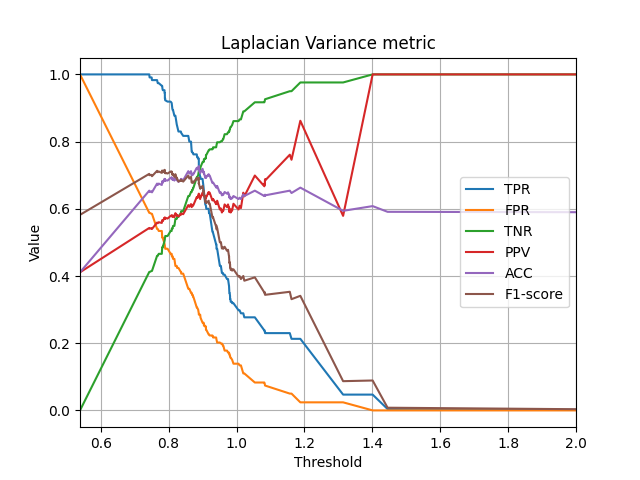 Laplacian Variance metric
1.0
0.8
0.6
0.4
0.2
0.0
Value
TPR
FPR
TNR
PPV
ACC
F1-score
0.6
0.8
1.0
1.2
1.4
1.6
1.8
2.0
Threshold